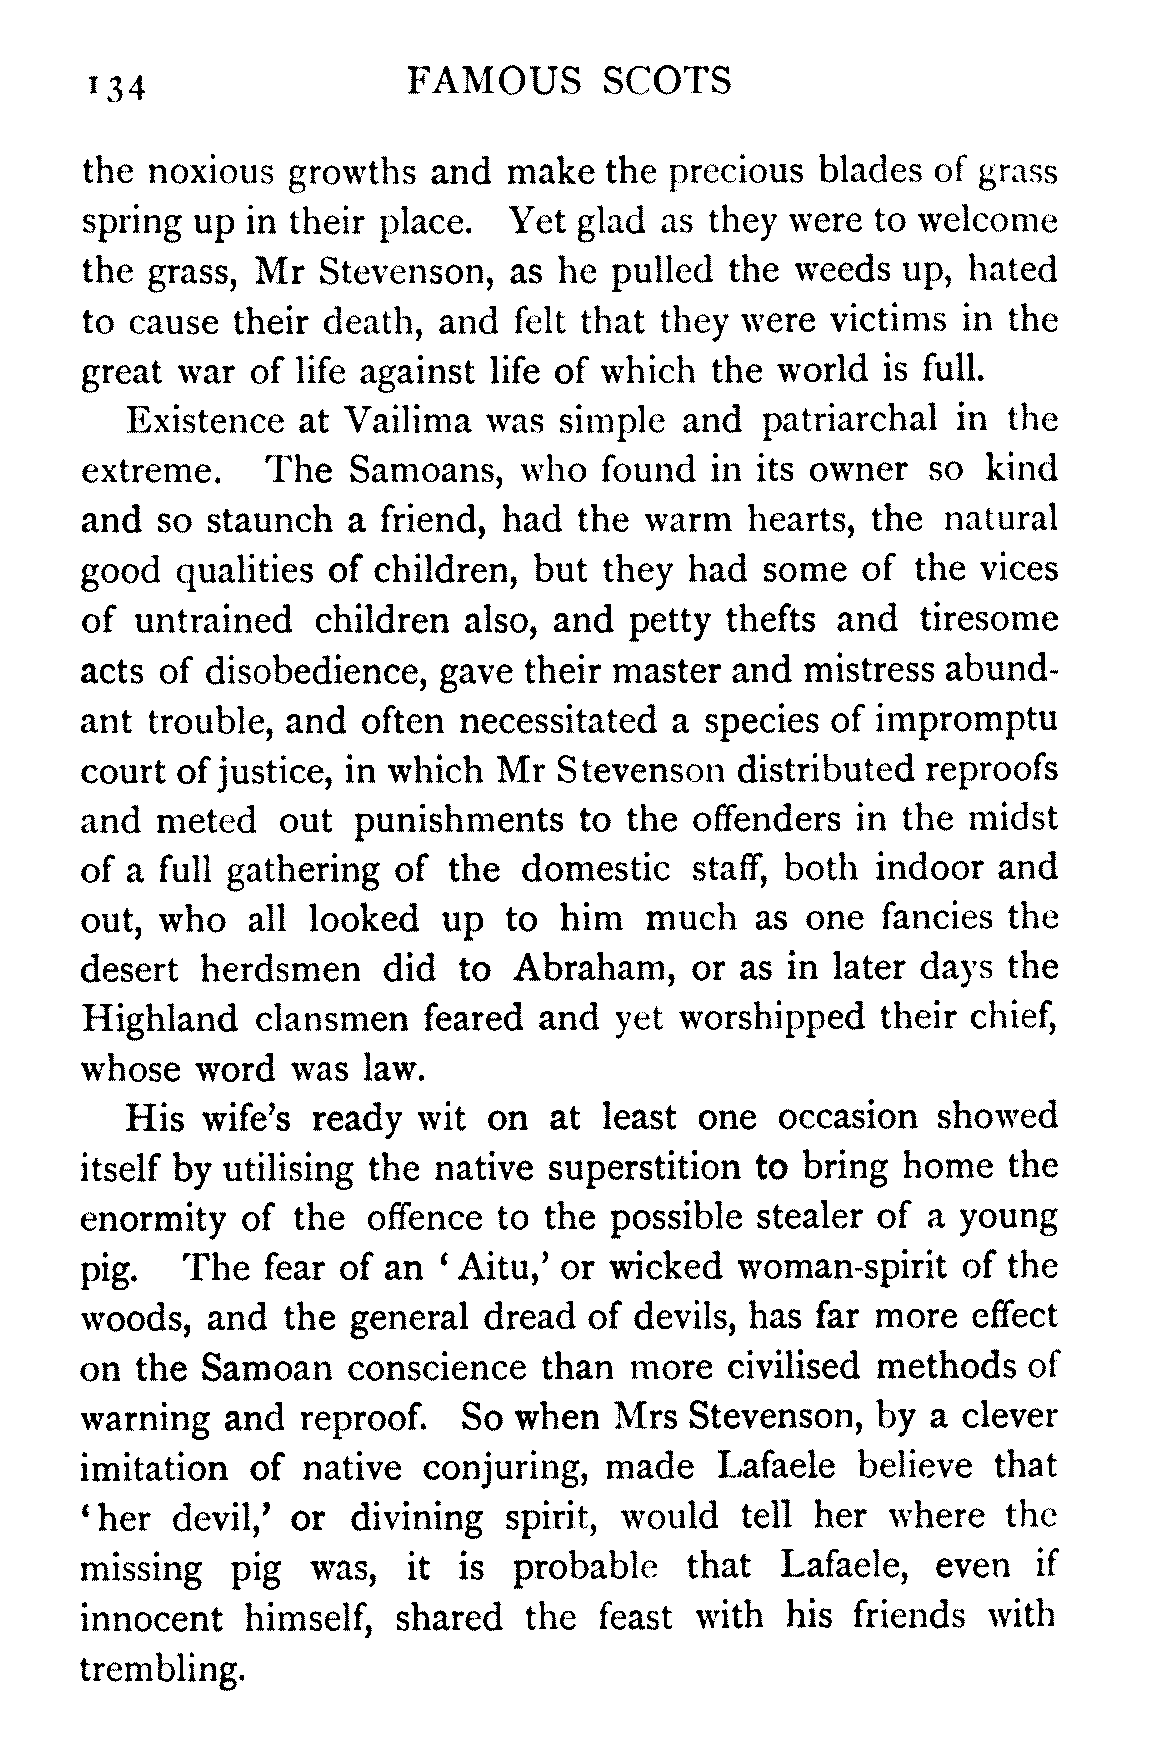 134 FAMOUS SCOTS
the noxious growths and make the precious blades of grass
spring up in their place. Yet glad as they were to welcome
the grass, Mr Stevenson, as he pulled the weeds up, hated
to cause their death, and felt that they were victims in the
great war of life against life of which the world is full.
Existence at Vailima was simple and patriarchal in the
extreme. The Samoans, who found in its owner so kind
and so staunch a friend, had the warm hearts, the natural
good qualities of children, but they had some of the vices
of untrained children also, and petty thefts and tiresome
acts of disobedience, gave their master and mistress abund-
ant trouble, and often necessitated a species of impromptu
court of justice, in which Mr Stevenson distributed reproofs
and meted out punishments to the offenders in the midst
of a full gathering of the domestic staff, both indoor and
out, who all looked up to him much as one fancies the
desert herdsmen did to Abraham, or as in later days the
Highland clansmen feared and yet worshipped their chief,
whose word was law.
His wife's ready wit on at least one occasion showed
itself by utilising the native superstition to bring home the
enormity of the offence to the possible stealer of a young
pig. The fear of an ‘Aitu,’ or wicked woman-spirit of the
woods, and the general dread of devils, has far more effect
on the Samoan conscience than more civilised methods of
warning and reproof. So when Mrs Stevenson, by a clever
imitation of native conjuring, made Lafaele believe that
‘her devil,’ or divining spirit, would tell her where the
missing pig was, it is probable that Lafaele, even if
innocent himself, shared the feast with his friends with
trembling.